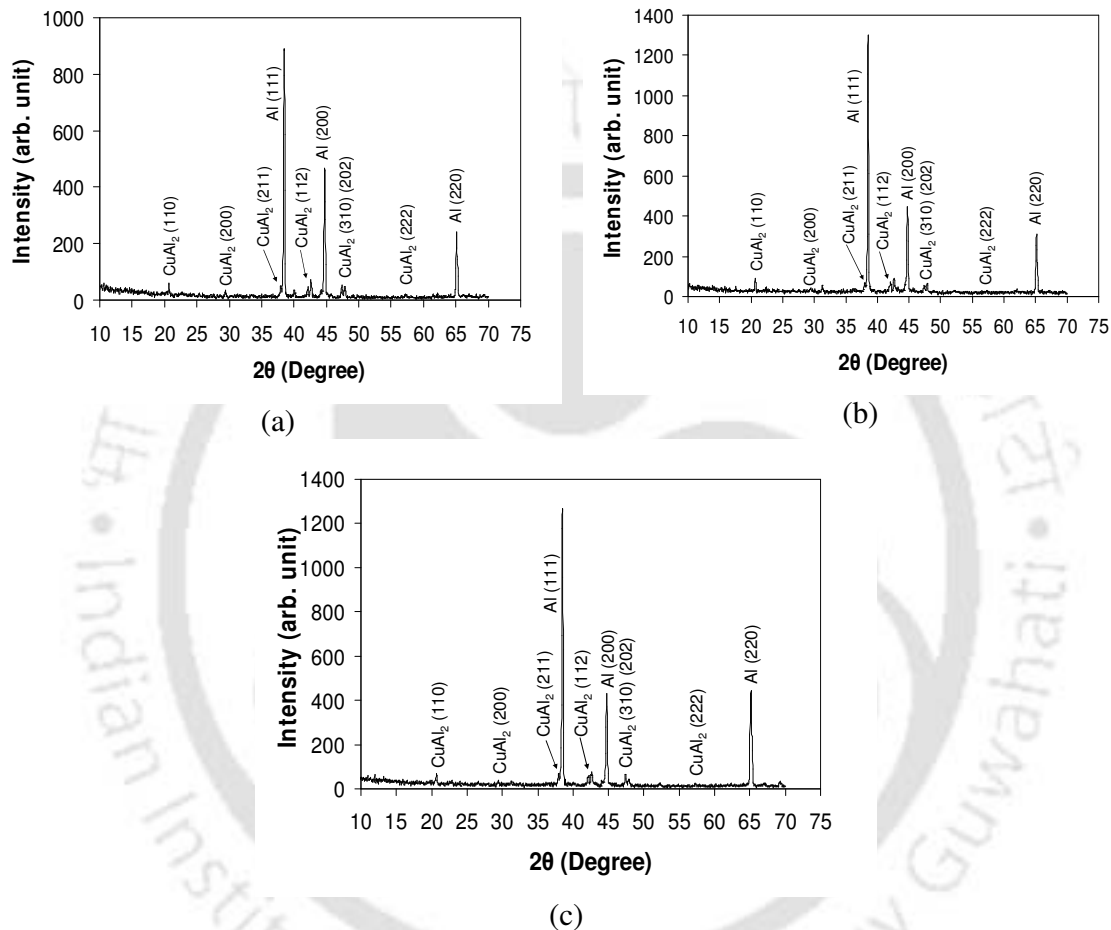 1000
800
600
400
200
0
10 15 20 25 30 35 40 45 50 55 60 65 70 75
Intensity (arb. unit)
2θ (Degree)
CuAl₂ (110)
CuAl₂ (200)
CuAl₂ (211)
Al (111)
CuAl₂ (112)
Al (200)
CuAl₂ (310) (202)
CuAl₂ (222)
Al (220)
(a)
1400
1200
1000
800
600
400
200
0
10 15 20 25 30 35 40 45 50 55 60 65 70 75
Intensity (arb. unit)
2θ (Degree)
CuAl₂ (110)
CuAl₂ (200)
CuAl₂ (211)
Al (111)
CuAl₂ (112)
Al (200)
CuAl₂ (310) (202)
CuAl₂ (222)
Al (220)
(b)
1400
1200
1000
800
600
400
200
0
10 15 20 25 30 35 40 45 50 55 60 65 70 75
Intensity (arb. unit)
2θ (Degree)
CuAl₂ (110)
CuAl₂ (200)
CuAl₂ (211)
Al (111)
CuAl₂ (112)
Al (200)
CuAl₂ (310) (202)
CuAl₂ (222)
Al (220)
(c)
Indian
Guwahati